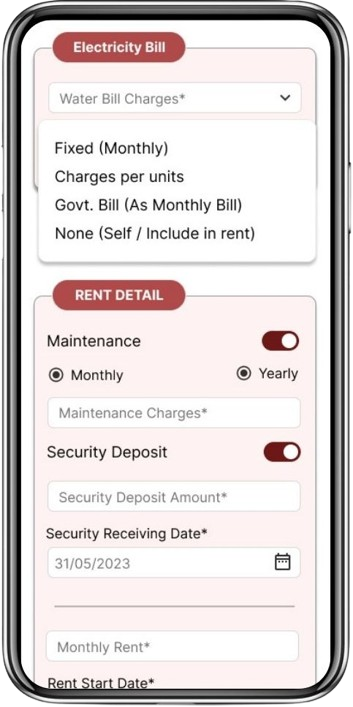 Electricity Bill
Water Bill Charges*
Fixed (Monthly)
Charges per units
Govt. Bill (As Monthly Bill)
None (Self / Include in rent)
RENT DETAIL
Maintenance
Monthly Yearly
Maintenance Charges*
Security Deposit
Security Deposit Amount*
Security Receiving Date*
31/05/2023
Monthly Rent*
Rent Start Date*